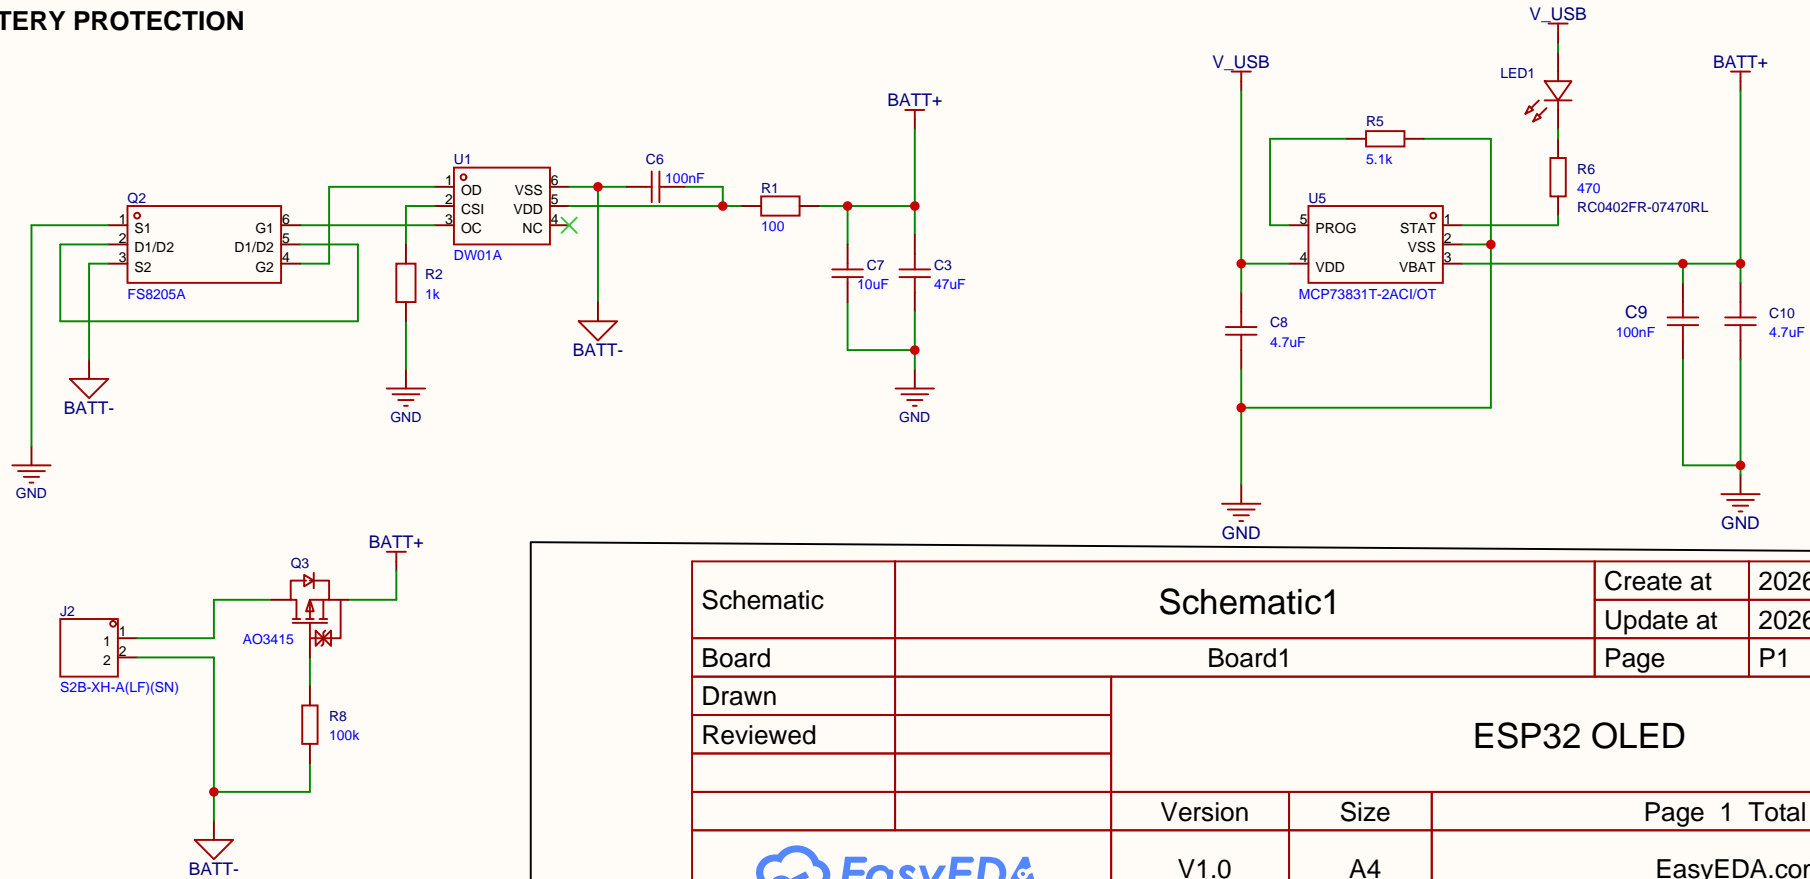 TERY PROTECTION
V_USB
V_USB
LED1
BATT+
BATT+
R5
5.1k
R6
470
RC0402FR-07470RL
U1
1 OD VSS 6
2 CSI VDD 5
3 OC NC 4
DW01A
C6
100nF
R1
100
Q2
1 S1 G1 6
2 D1/D2 D1/D2 5
3 S2 G2 4
FS8205A
U5
5 PROG STAT 1
VSS 2
4 VDD VBAT 3
MCP73831T-2ACI/OT
R2
1k
C7
10uF
C3
47uF
C8
4.7uF
C9
100nF
C10
4.7uF
BATT-
BATT-
GND
GND
GND
GND
GND
BATT+
Q3
AO3415
J2
1 1
2 2
S2B-XH-A(LF)(SN)
R8
100k
BATT-
Schematic Schematic1 Create at 2026
Update at 2026
Board Board1 Page P1
Drawn
Reviewed
ESP32 OLED
Version Size Page 1 Total
EasyEDA V1.0 A4 EasyEDA.com